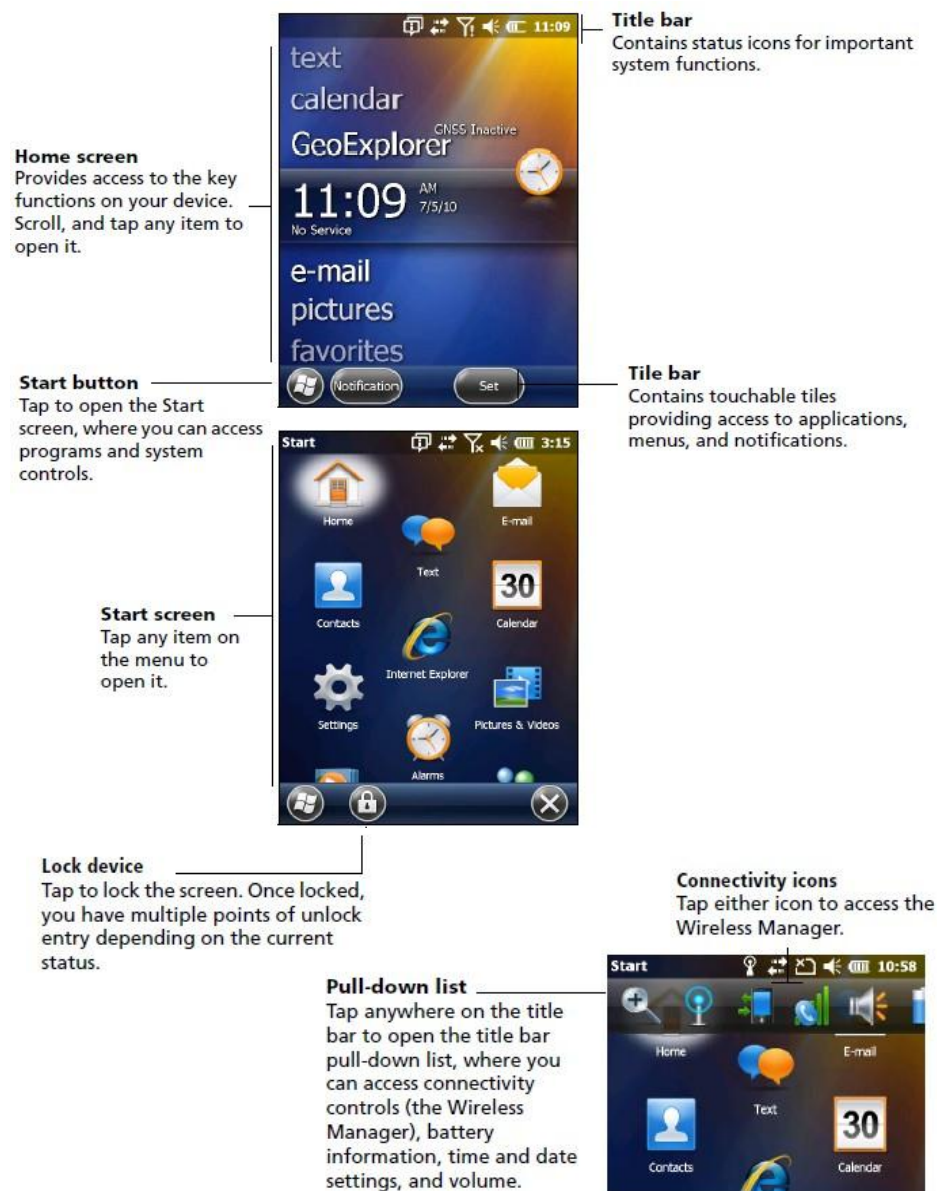 11:09
text
calendar
GNSS Inactive
GeoExplorer
11:09 AM
7/5/10
No Service
e-mail
pictures
favorites
Notification
Set
Title bar
Contains status icons for important
system functions.
Home screen
Provides access to the key
functions on your device.
Scroll, and tap any item to
open it.
Start button
Tap to open the Start
screen, where you can access
programs and system
controls.
Tile bar
Contains touchable tiles
providing access to applications,
menus, and notifications.
Start
3:15
Home
E-mail
Text
30
Contacts
Calendar
Internet Explorer
Settings
Pictures & Videos
Alarms
Start screen
Tap any item on
the menu to
open it.
Lock device
Tap to lock the screen. Once locked,
you have multiple points of unlock
entry depending on the current
status.
Connectivity icons
Tap either icon to access the
Wireless Manager.
Pull-down list
Tap anywhere on the title
bar to open the title bar
pull-down list, where you
can access connectivity
controls (the Wireless
Manager), battery
information, time and date
settings, and volume.
Start
10:58
Home
E-mail
Text
30
Contacts
Calendar